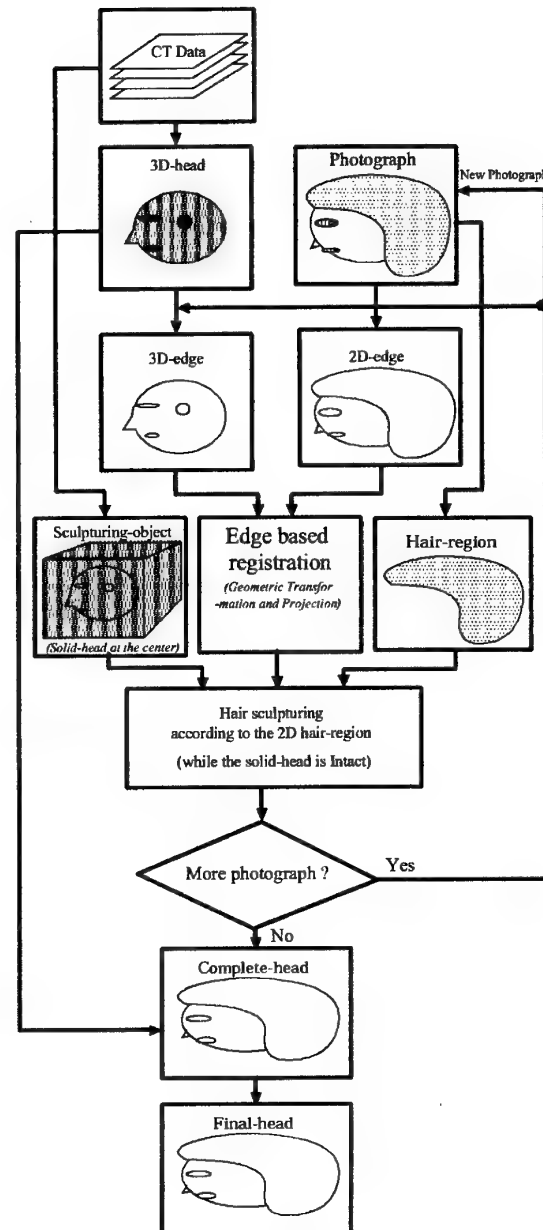 CT Data
3D-head
Photograph
New Photograph
3D-edge
2D-edge
Sculpturing-object
(Solid-head at the center)
Edge based
registration
(Geometric Transfor
-mation and Projection)
Hair-region
Hair sculpturing
according to the 2D hair-region
(while the solid-head is Intact)
More photograph ?
Yes
No
Complete-head
Final-head